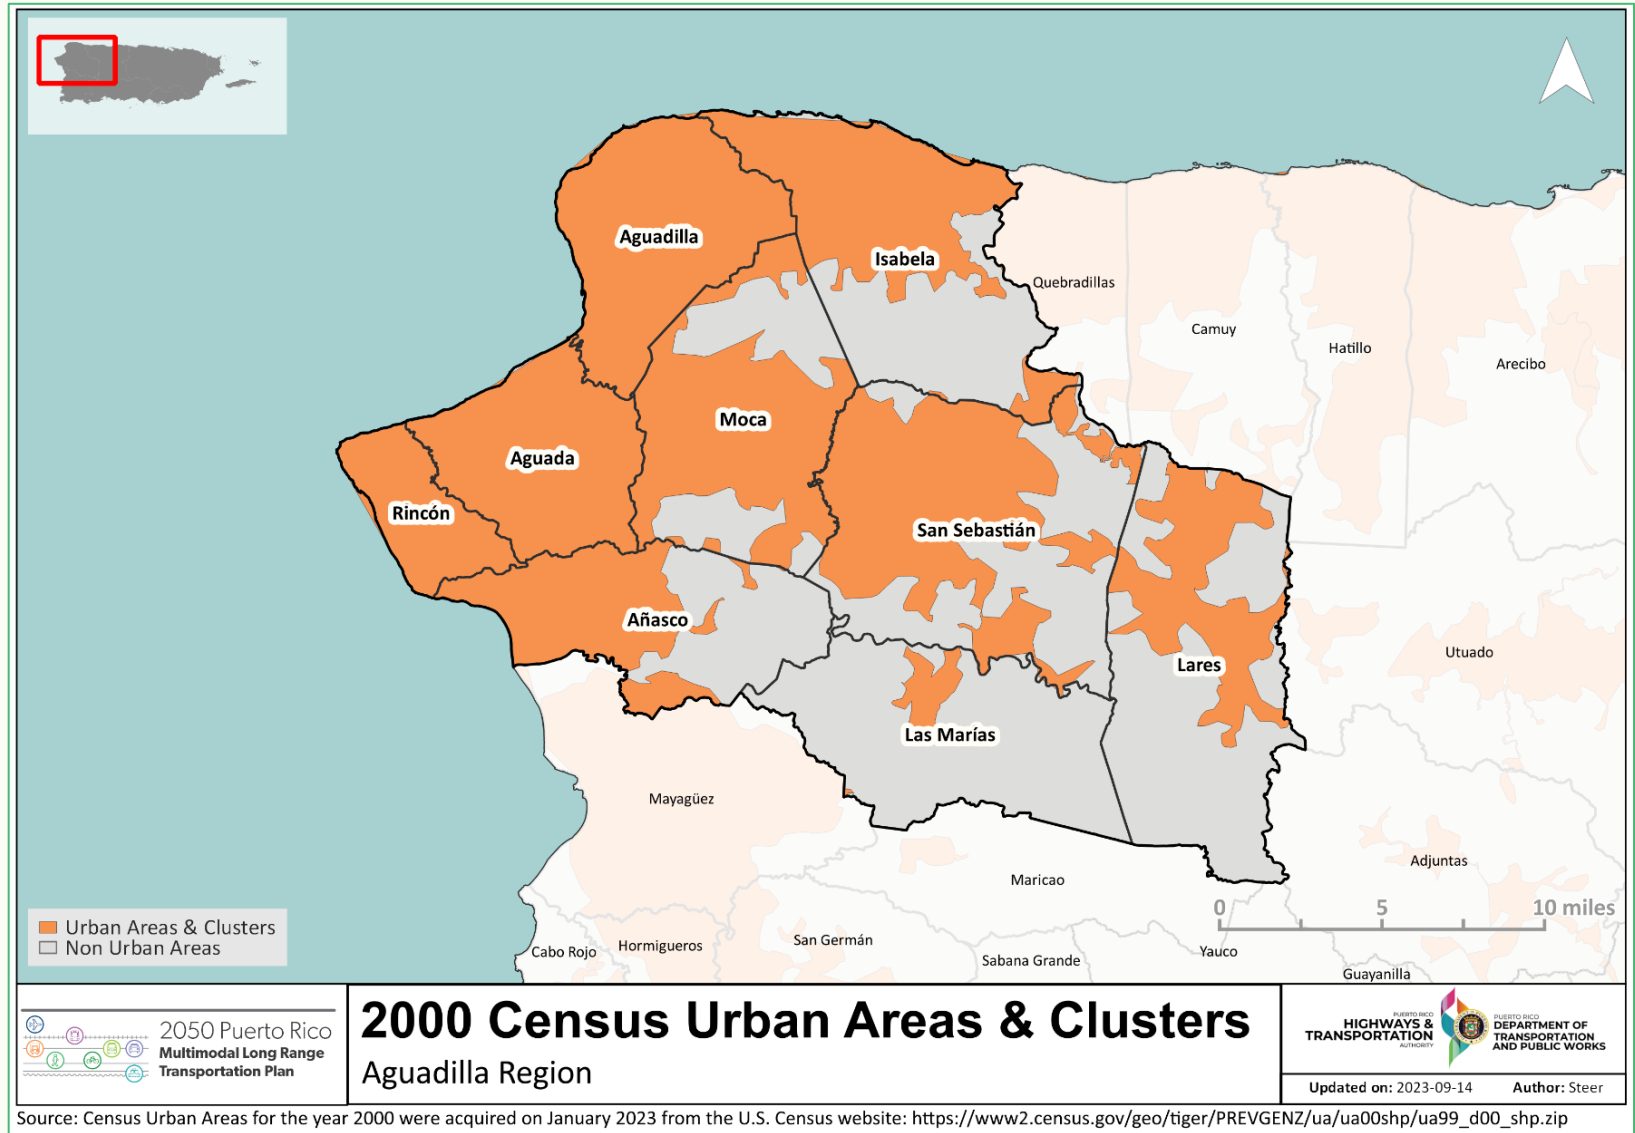 Aguadilla
Isabela
Quebradillas
Camuy
Hatillo
Arecibo
Moca
Aguada
Rincón
San Sebastián
Añasco
Lares
Utuado
Las Marías
Mayagüez
Adjuntas
Maricao
0 5 10 miles
Urban Areas & Clusters
Non Urban Areas
Cabo Rojo
Hormigueros
San Germán
Sabana Grande
Yauco
Guayanilla
2050 Puerto Rico
Multimodal Long Range
Transportation Plan
2000 Census Urban Areas & Clusters
Aguadilla Region
PUERTO RICO
HIGHWAYS &
TRANSPORTATION
AUTHORITY
PUERTO RICO
DEPARTMENT OF
TRANSPORTATION
AND PUBLIC WORKS
Updated on: 2023-09-14 Author: Steer
Source: Census Urban Areas for the year 2000 were acquired on January 2023 from the U.S. Census website: https://www2.census.gov/geo/tiger/PREVGENZ/ua/ua00shp/ua99_d00_shp.zip